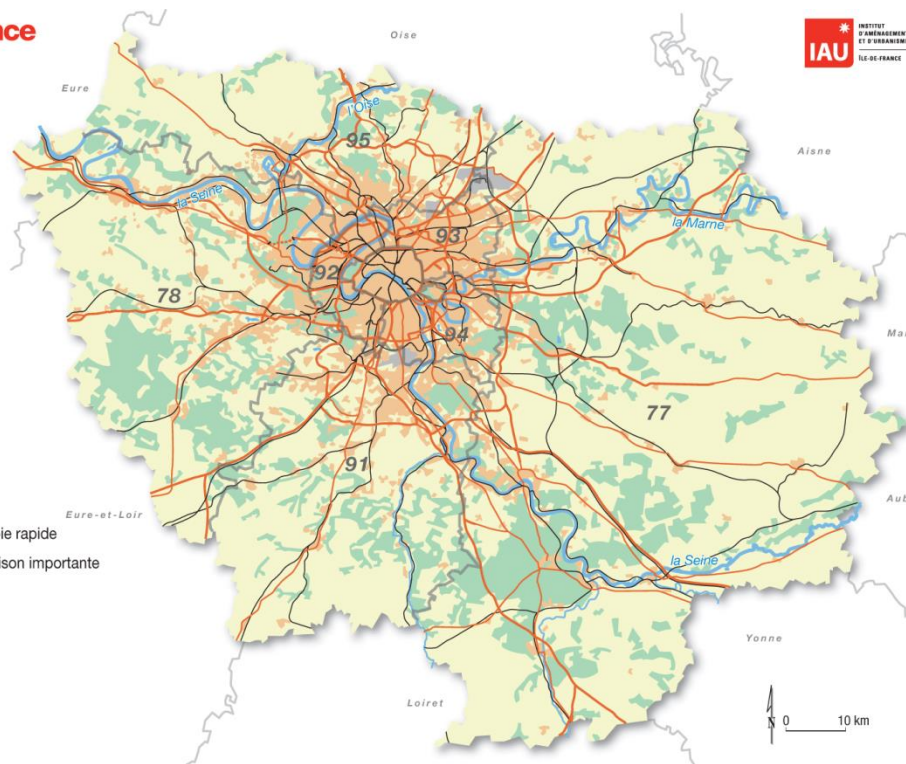 nce
IAU
INSTITUT
D'AMÉNAGEMENT
ET D'URBANISME
ÎLE-DE-FRANCE
Oise
Eure
l'Oise
95
Aisne
la Seine
la Marne
93
92
78
94
Mar
77
91
Eure-et-Loir
Aub
ie rapide
ison importante
la Seine
Yonne
Loiret
N
0 10 km